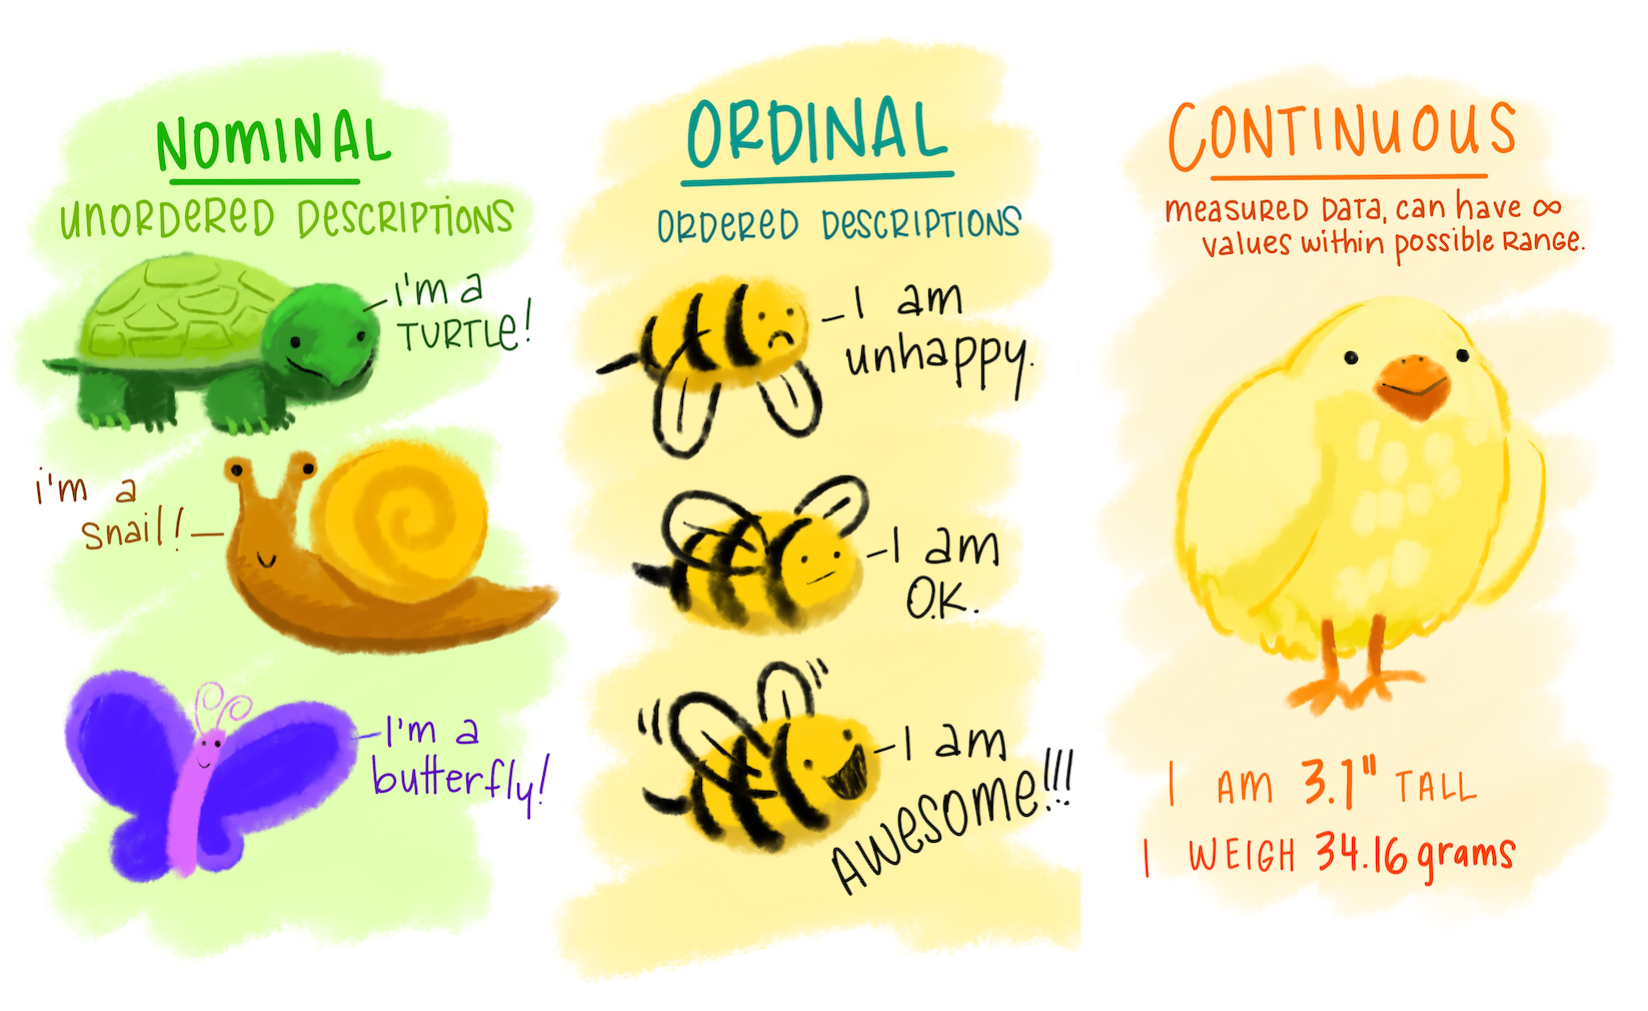 NOMINAL
UNORDERED DESCRIPTIONS
i'm a
TURTLE!
i'm a
snail!
I'm a
butterfly!
ORDINAL
ORDERED DESCRIPTIONS
I am
unhappy.
I am
O.K.
I am
AWESOME!!!
CONTINUOUS
measured data, can have ∞
values within possible range.
I AM 3.1" TALL
I WEIGH 34.16 grams